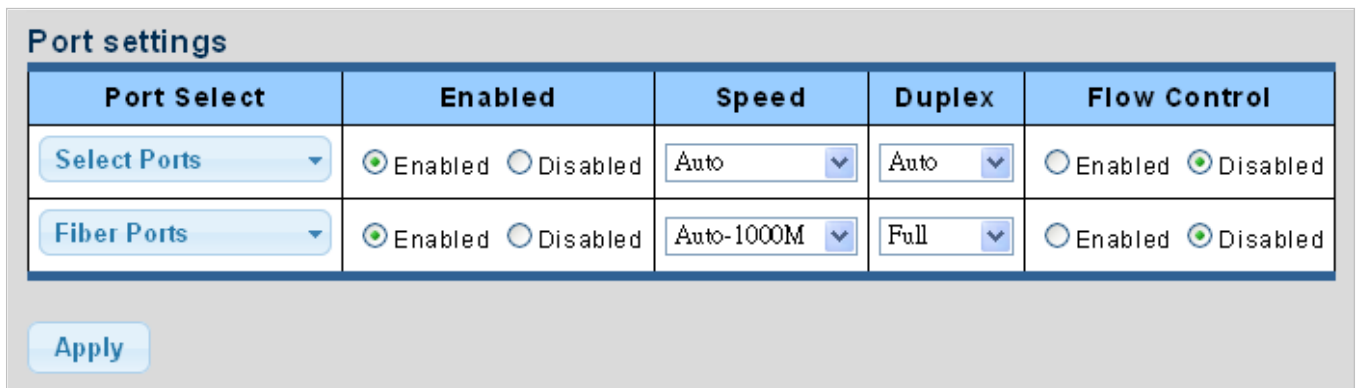 Port settings
Port Select Enabled Speed Duplex Flow Control
Select Ports Enabled Disabled Auto Auto Enabled Disabled
Fiber Ports Enabled Disabled Auto-1000M Full Enabled Disabled
Apply